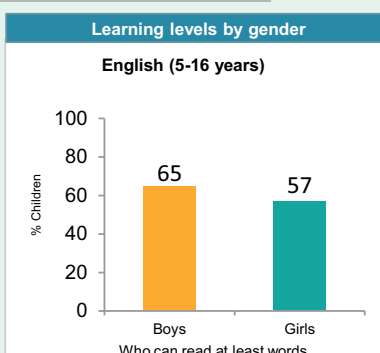 Learning levels by gender
English (5-16 years)
100
80
60
40
20
0
% Children
65
57
Boys
Girls
Who can read at least words